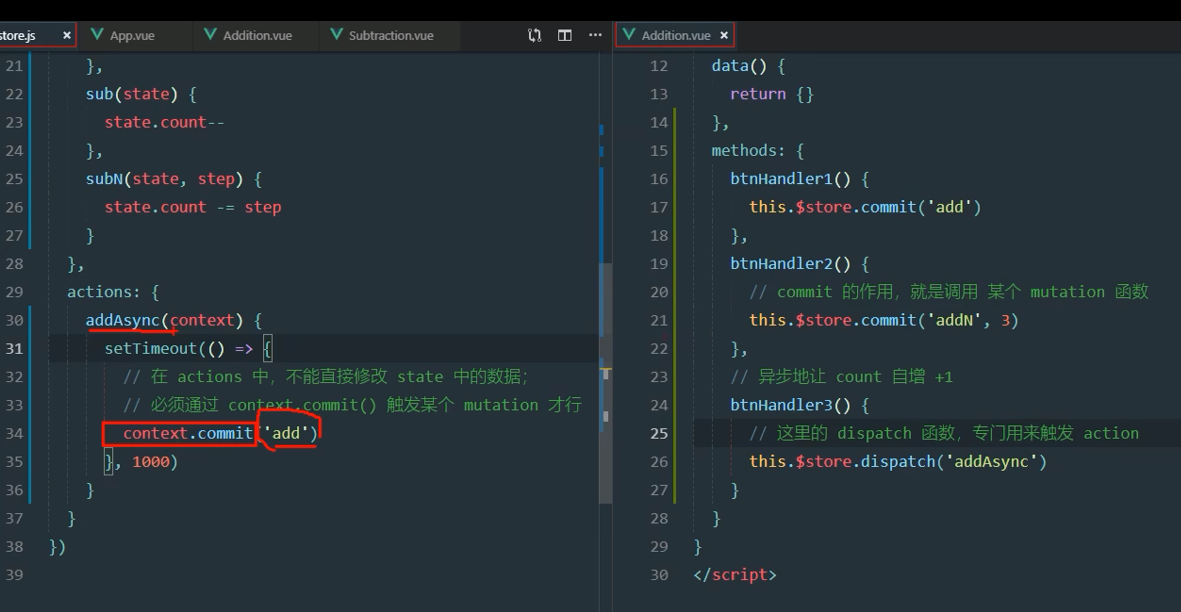 store.js × App.vue Addition.vue Subtraction.vue ···
21 },
22 sub(state) {
23 state.count--
24 },
25 subN(state, step) {
26 state.count -= step
27 }
28 },
29 actions: {
30 addAsync(context) {
31 setTimeout(() => {
32 // 在 actions 中，不能直接修改 state 中的数据；
33 // 必须通过 context.commit() 触发某个 mutation 才行
34 context.commit('add')
35 }, 1000)
36 }
37 }
38 })
39
Addition.vue ×
12 data() {
13 return {}
14 },
15 methods: {
16 btnHandler1() {
17 this.$store.commit('add')
18 },
19 btnHandler2() {
20 // commit 的作用，就是调用 某个 mutation 函数
21 this.$store.commit('addN', 3)
22 },
23 // 异步地让 count 自增 +1
24 btnHandler3() {
25 // 这里的 dispatch 函数，专门用来触发 action
26 this.$store.dispatch('addAsync')
27 }
28 }
29 }
30 </script>